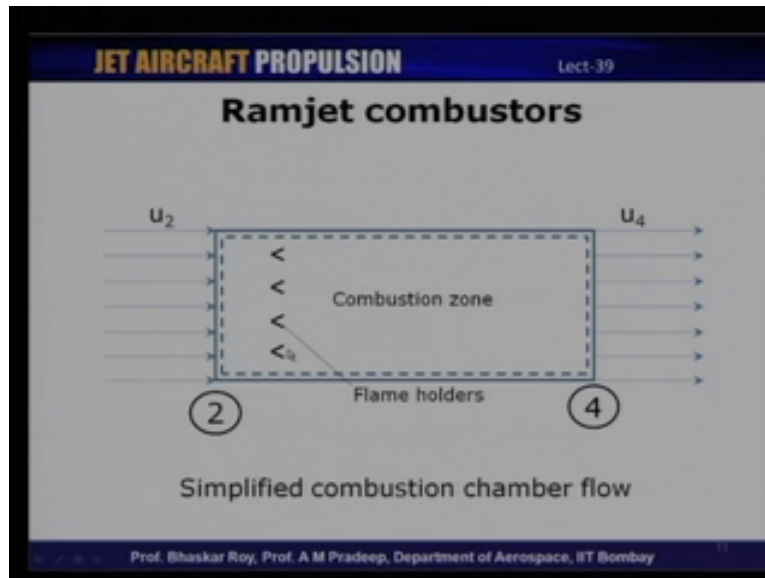 JET AIRCRAFT PROPULSION Lect-39
Ramjet combustors
u₂ u₄
<
<
Combustion zone
<
<
Flame holders
2 4
Simplified combustion chamber flow
Prof. Bhaskar Roy, Prof. A M Pradeep, Department of Aerospace, IIT Bombay
11